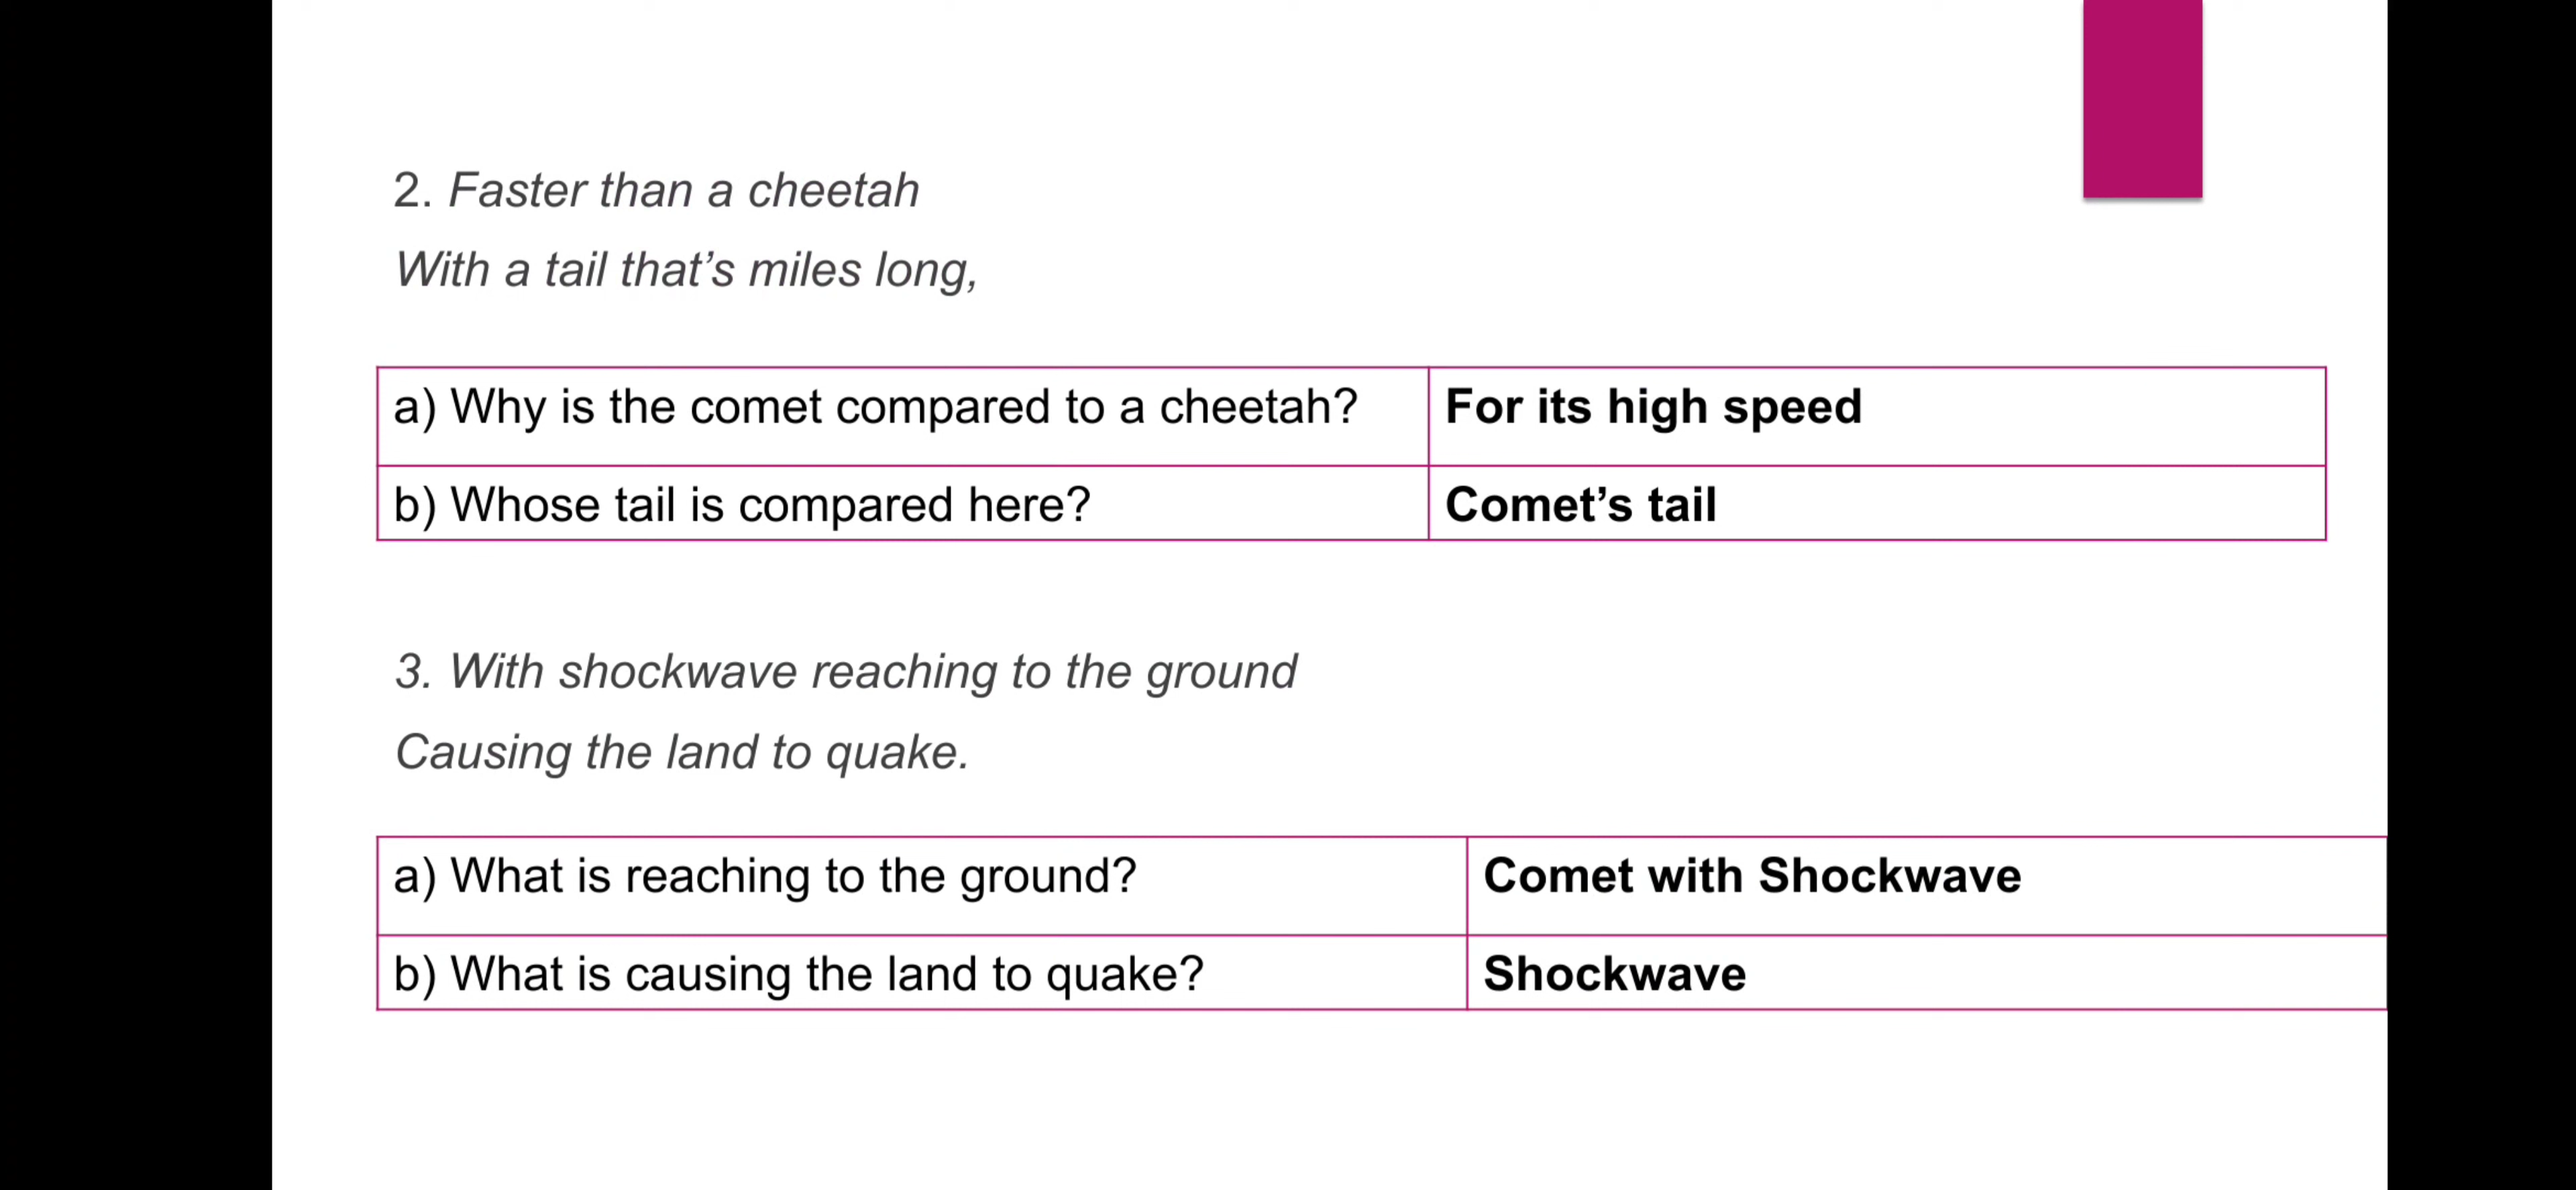 2. Faster than a cheetah
With a tail that’s miles long,
a) Why is the comet compared to a cheetah? For its high speed
b) Whose tail is compared here? Comet’s tail
3. With shockwave reaching to the ground
Causing the land to quake.
a) What is reaching to the ground? Comet with Shockwave
b) What is causing the land to quake? Shockwave